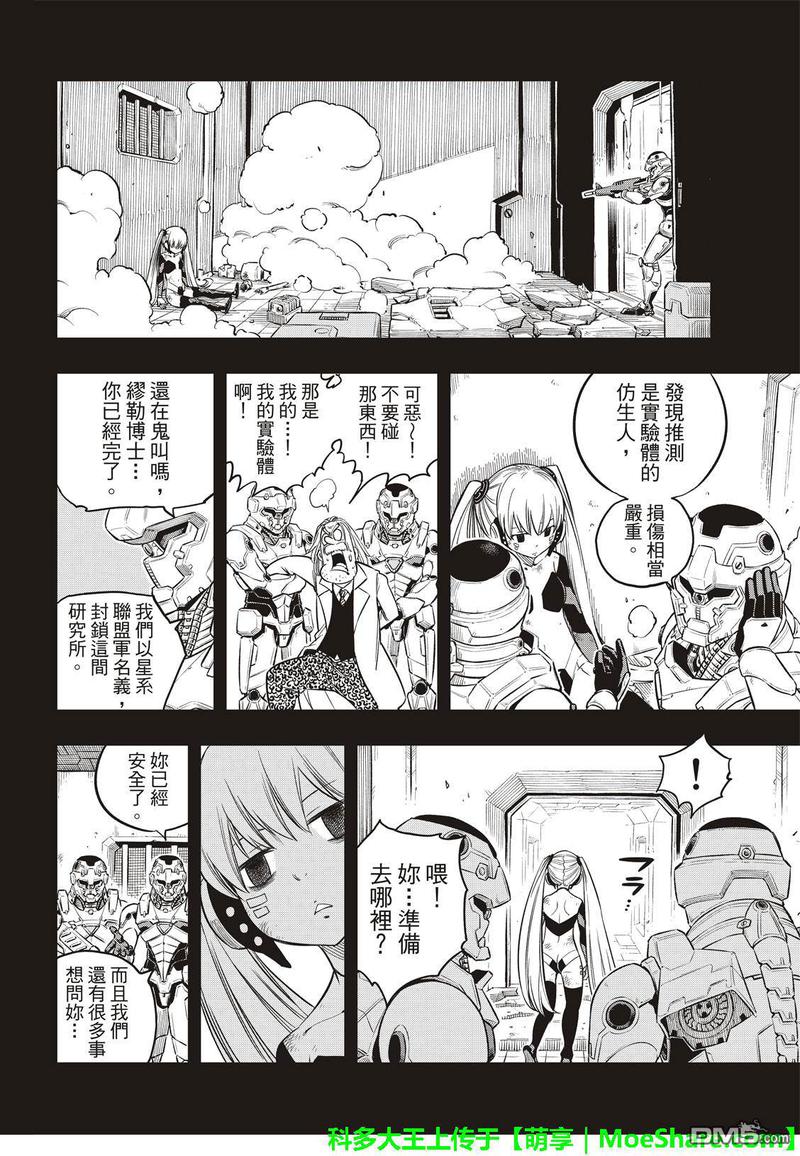 發現推測
是實驗體的
仿生人，
損傷相當
嚴重。
可惡～！
不要碰
那東西！
那是
我的…！
我的實驗體
啊！
還在鬼叫嗎，
繆勒博士…
你已經完了。
我們以星系
聯盟軍名義，
封鎖這間
研究所。
！
喂！
妳…準備
去哪裡？
妳已經
安全了。
而且我們
還有很多事
想問妳…
科多大王上传于【萌享｜MoeShare.com】
DM5.com